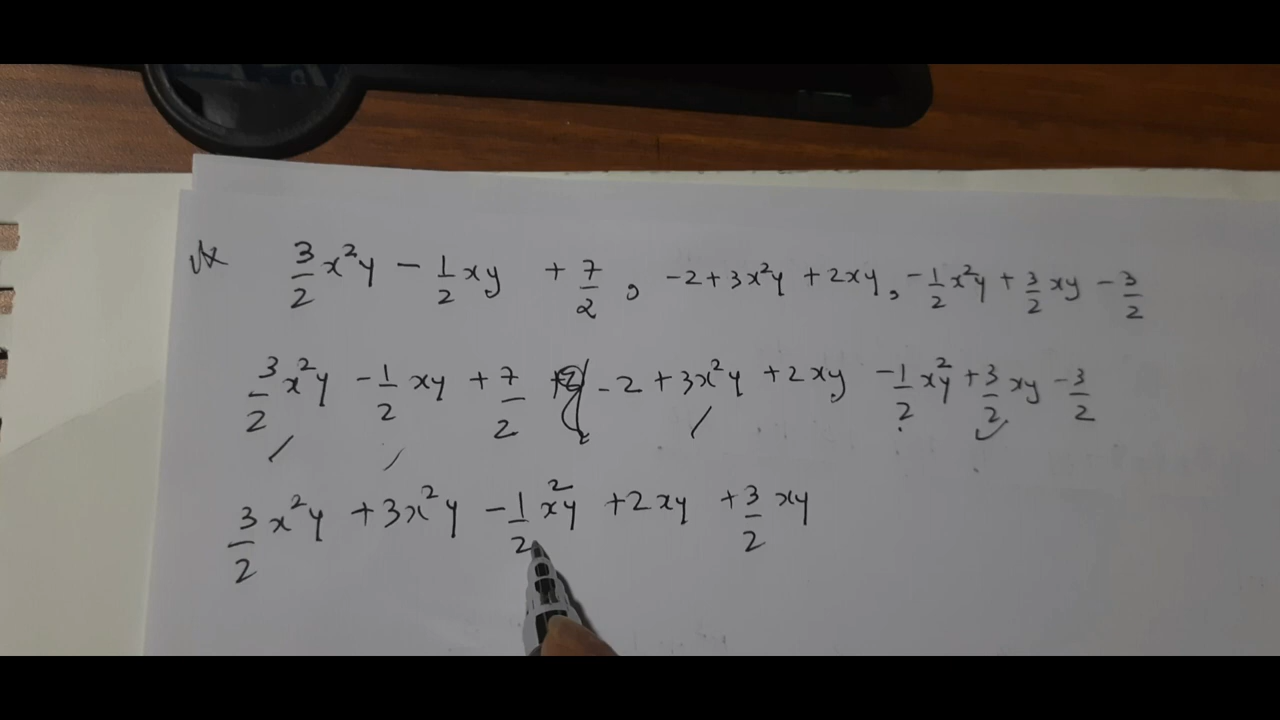 3/2 x²y - 1/2 xy + 7/2 , -2 + 3x²y + 2xy, -1/2 x²y + 3/2 xy - 3/2
3/2 x²y - 1/2 xy + 7/2 - 2 + 3x²y + 2xy - 1/2 x²y + 3/2 xy - 3/2
3/2 x²y + 3x²y - 1/2 x²y + 2xy + 3/2 xy